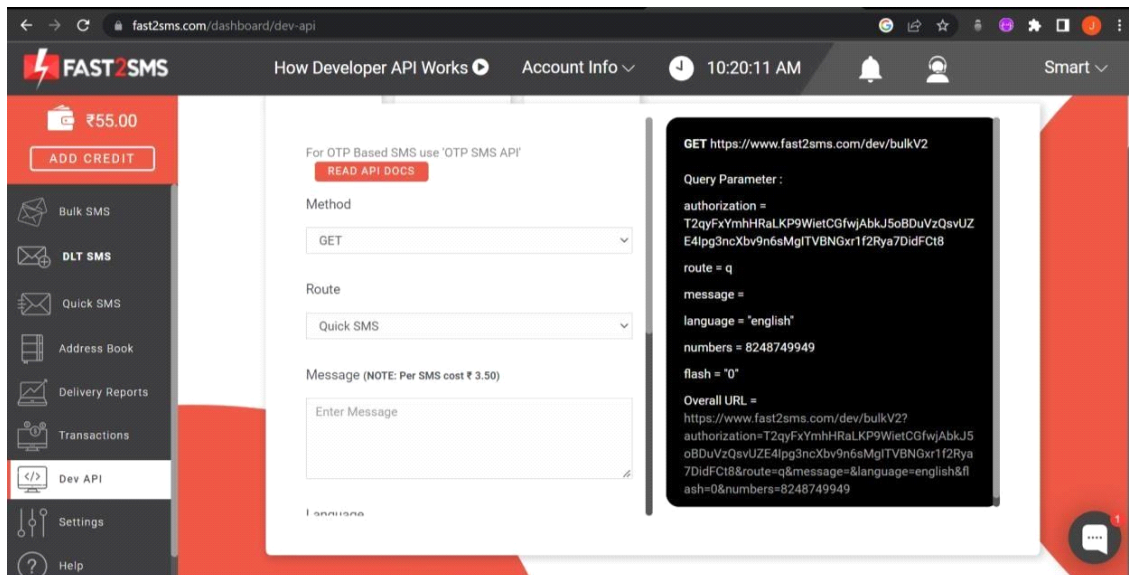 fast2sms.com/dashboard/dev-api
FAST2SMS
How Developer API Works
Account Info
10:20:11 AM
Smart
₹55.00
ADD CREDIT
Bulk SMS
DLT SMS
Quick SMS
Address Book
Delivery Reports
Transactions
Dev API
Settings
Help
For OTP Based SMS use 'OTP SMS API'
READ API DOCS
Method
GET
Route
Quick SMS
Message (NOTE: Per SMS cost ₹ 3.50)
Enter Message
Language
GET https://www.fast2sms.com/dev/bulkV2
Query Parameter :
authorization =
T2qyFxYmhHRaLKP9WietCGfwjAbkJ5oBDuVzQsvUZ
E4Ipg3ncXbv9n6sMgITVBNGxr1f2Rya7DidFCt8
route = q
message =
language = "english"
numbers = 8248749949
flash = "0"
Overall URL =
https://www.fast2sms.com/dev/bulkV2?
authorization=T2qyFxYmhHRaLKP9WietCGfwjAbkJ5
oBDuVzQsvUZE4Ipg3ncXbv9n6sMgITVBNGxr1f2Rya
7DidFCt8&route=q&message=&language=english&fl
ash=0&numbers=8248749949
1